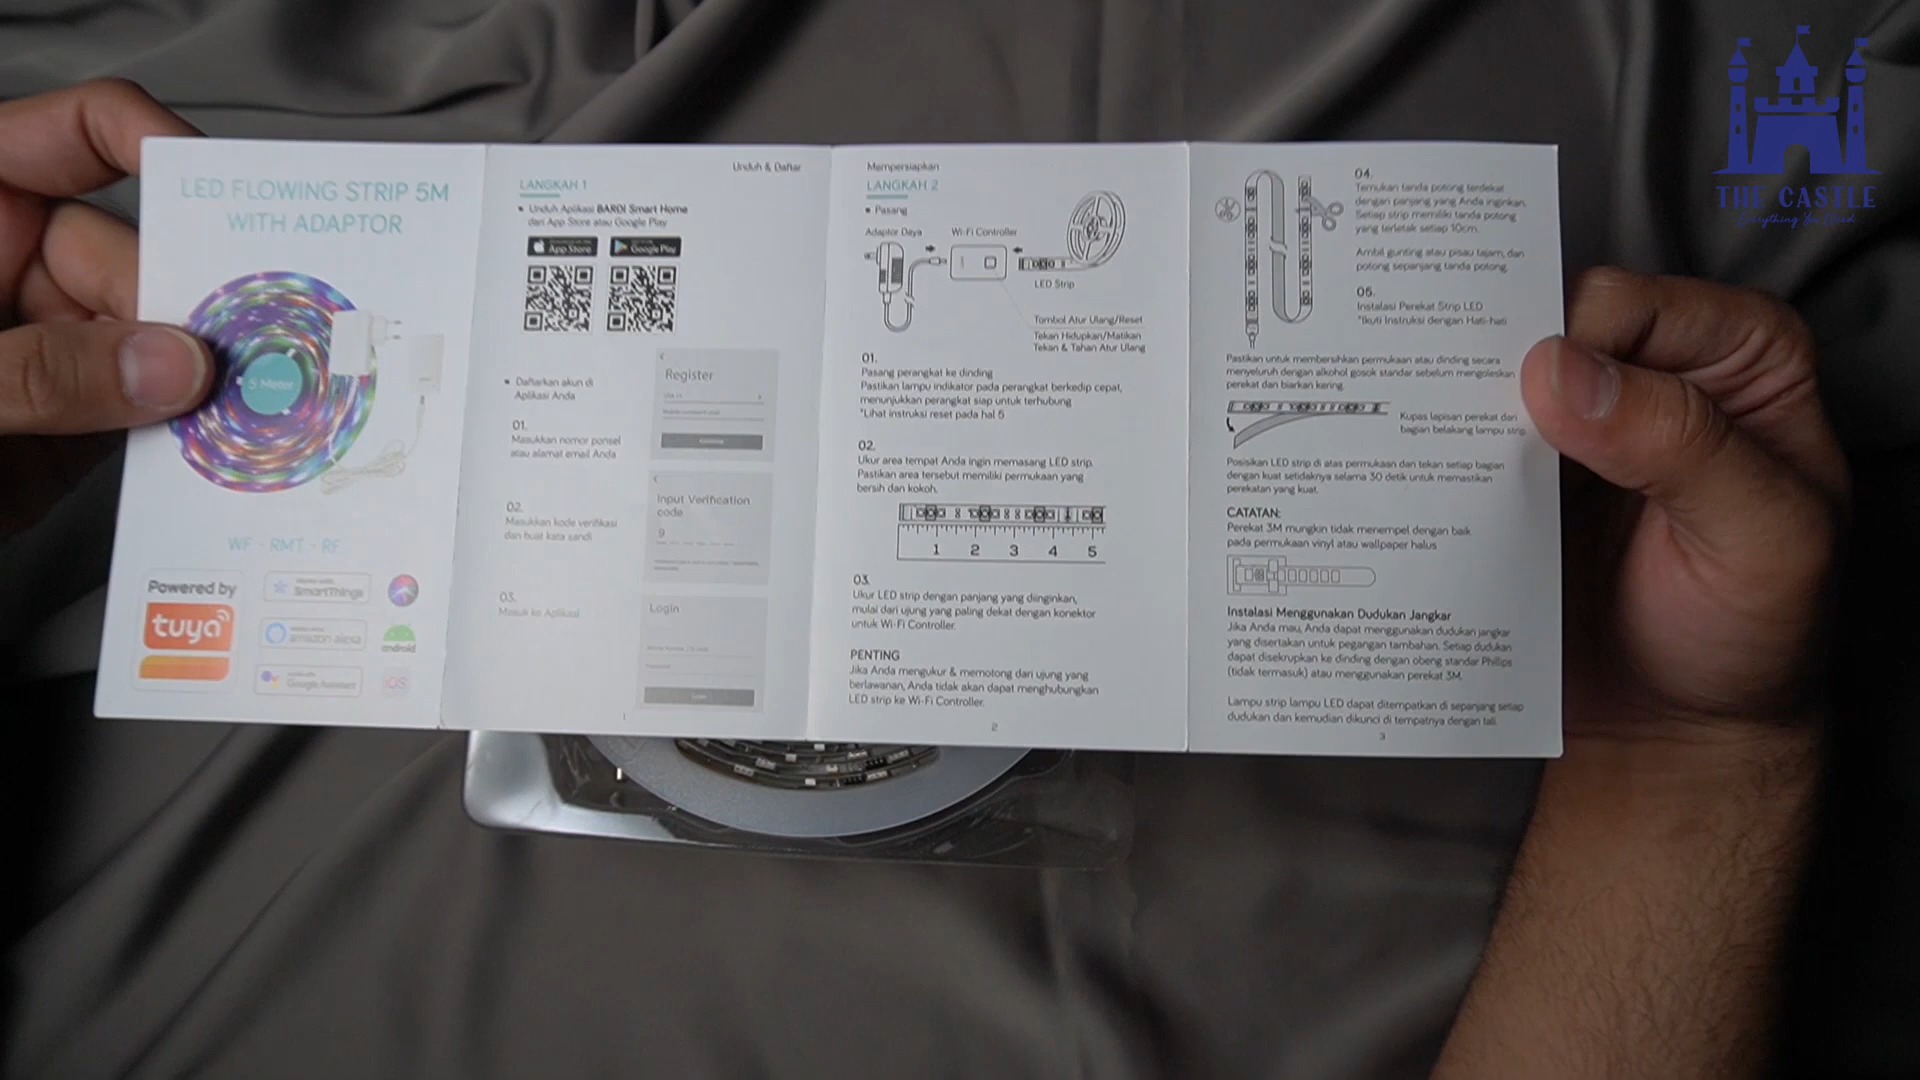 LED FLOWING STRIP 5M
WITH ADAPTOR
5 Meter
WF - RMT - RF
Powered by
tuya
SmartThings
amazon alexa
android
Google Assistant
iOS
Unduh & Daftar
LANGKAH 1
• Unduh Aplikasi BARDI Smart Home
dari App Store atau Google Play
App Store
Google Play
• Daftarkan akun di
Aplikasi Anda
01.
Masukkan nomor ponsel
atau alamat email Anda
Register
02.
Masukkan kode verifikasi
dan buat kata sandi
Input Verification
code
9
03.
Masuk ke Aplikasi
Login
1
Mempersiapkan
LANGKAH 2
• Pasang
Adaptor Daya
Wi-Fi Controller
LED Strip
Tombol Atur Ulang/Reset
Tekan Hidupkan/Matikan
Tekan & Tahan Atur Ulang
01.
Pasang perangkat ke dinding
Pastikan lampu indikator pada perangkat berkedip cepat,
menunjukkan perangkat siap untuk terhubung
*Lihat instruksi reset pada hal 5
02.
Ukur area tempat Anda ingin memasang LED strip.
Pastikan area tersebut memiliki permukaan yang
bersih dan kokoh.
1 2 3 4 5
03.
Ukur LED strip dengan panjang yang diinginkan,
mulai dari ujung yang paling dekat dengan konektor
untuk Wi-Fi Controller.
PENTING
Jika Anda mengukur & memotong dari ujung yang
berlawanan, Anda tidak akan dapat menghubungkan
LED strip ke Wi-Fi Controller.
2
04.
Temukan tanda potong terdekat
dengan panjang yang Anda inginkan.
Setiap strip memiliki tanda potong
yang terletak setiap 10cm.
Ambil gunting atau pisau tajam, dan
potong sepanjang tanda potong.
05.
Instalasi Perekat Strip LED
*Ikuti Instruksi dengan Hati-hati
Pastikan untuk membersihkan permukaan atau dinding secara
menyeluruh dengan alkohol gosok standar sebelum mengoleskan
perekat dan biarkan kering.
Kupas lapisan perekat dari
bagian belakang lampu strip
Posisikan LED strip di atas permukaan dan tekan setiap bagian
dengan kuat setidaknya selama 30 detik untuk memastikan
perekatan yang kuat.
CATATAN:
Perekat 3M mungkin tidak menempel dengan baik
pada permukaan vinyl atau wallpaper halus
Instalasi Menggunakan Dudukan Jangkar
Jika Anda mau, Anda dapat menggunakan dudukan jangkar
yang disertakan untuk pegangan tambahan. Setiap dudukan
dapat disekrupkan ke dinding dengan obeng standar Phillips
(tidak termasuk) atau menggunakan perekat 3M.
Lampu strip lampu LED dapat ditempatkan di sepanjang setiap
dudukan dan kemudian dikunci di tempatnya dengan tali.
3
THE CASTLE
Everything You Need